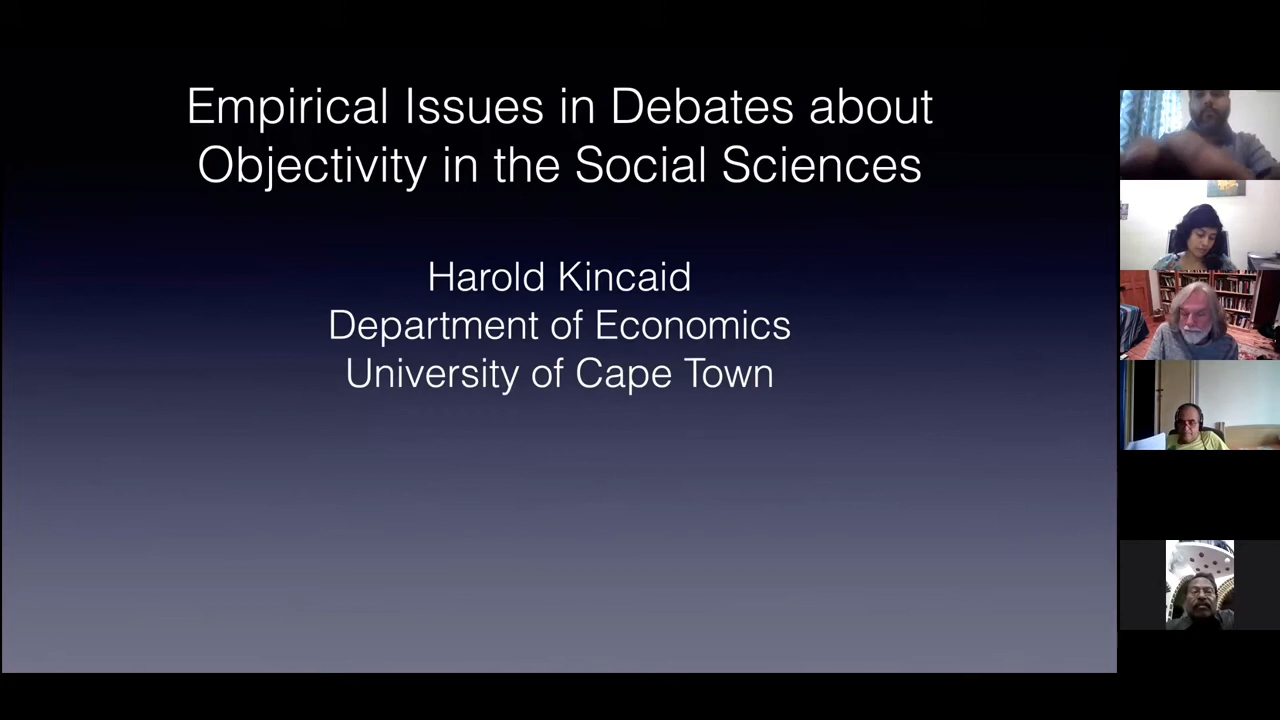 Empirical Issues in Debates about
Objectivity in the Social Sciences
Harold Kincaid
Department of Economics
University of Cape Town